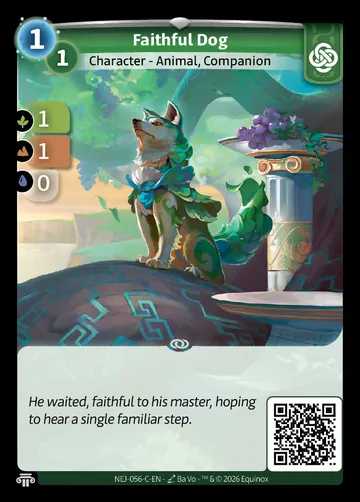 1
1
Faithful Dog
Character - Animal, Companion
1
1
0
He waited, faithful to his master, hoping
to hear a single familiar step.
NEJ-056-C-EN - Ba Vo - ™ & © 2026 Equinox